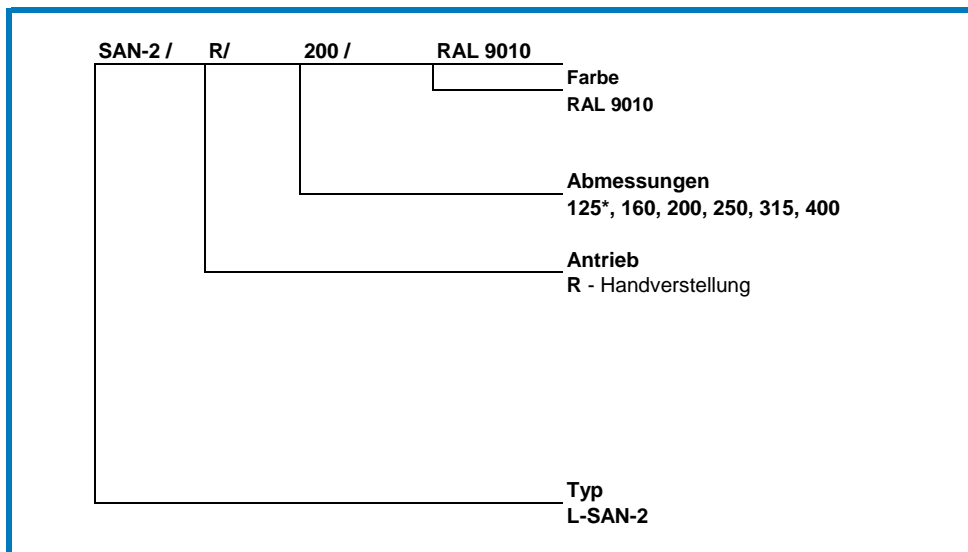 SAN-2 / R/ 200 / RAL 9010
Farbe
RAL 9010
Abmessungen
125*, 160, 200, 250, 315, 400
Antrieb
R - Handverstellung
Typ
L-SAN-2